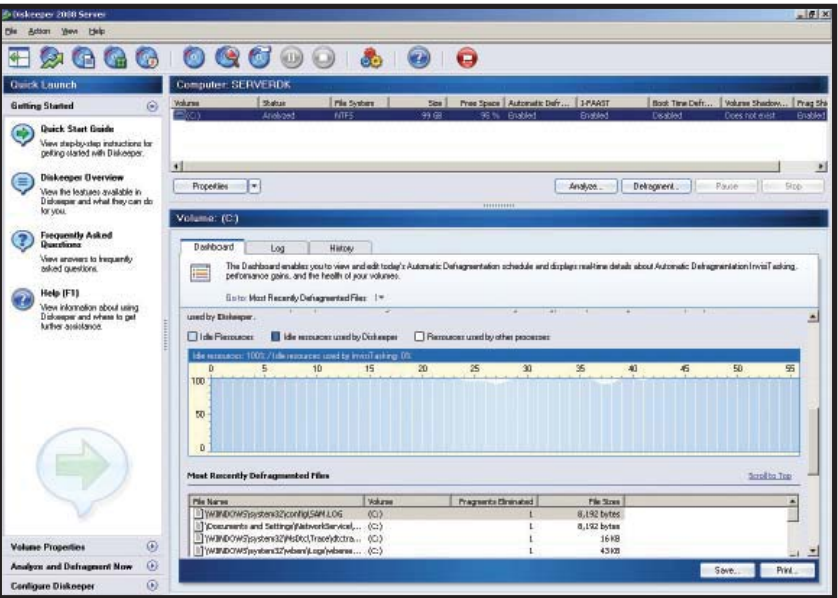 Diskeeper 2008 Server
File Action View Help
Quick Launch
Getting Started
Quick Start Guide
View step-by-step instructions for
getting started with Diskeeper.
Diskeeper Overview
View the features available in
Diskeeper and what they can do
for you.
Frequently Asked
Questions
View answers to frequently
asked questions.
Help (F1)
View information about using
Diskeeper and where to get
further assistance.
Volume Properties
Analyze and Defragment Now
Configure Diskeeper
Computer: SERVERDK
Volume Status File System Size Free Space Automatic Defr... I-FAAST Boot Time Defr... Volume Shadow... Frag Shi
(C:) Analyzed NTFS 99 GB 95 % Enabled Enabled Disabled Does not exist Enabled
Properties Analyze... Defragment... Pause Stop
Volume: (C:)
Dashboard Log History
The Dashboard enables you to view and edit today's Automatic Defragmentation schedule and displays real-time details about Automatic Defragmentation InvisiTasking,
performance gains, and the health of your volumes.
Go to: Most Recently Defragmented Files
used by Diskeeper.
Idle Resources Idle resources used by Diskeeper Resources used by other processes
Idle resources: 100% / Idle resources used by InvisiTasking: 0%
0 5 10 15 20 25 30 35 40 45 50 55
100
50
0
Most Recently Defragmented Files Scroll to Top
File Name Volume Fragments Eliminated File Sizes
\WINDOWS\system32\config\SAM.LOG (C:) 1 8,192 bytes
\Documents and Settings\NetworkService\... (C:) 1 8,192 bytes
\WINDOWS\system32\MsDtc\Trace\dtctra... (C:) 1 16 KB
\WINDOWS\system32\wbem\Logs\wbemes... (C:) 1 43 KB
Save... Print...